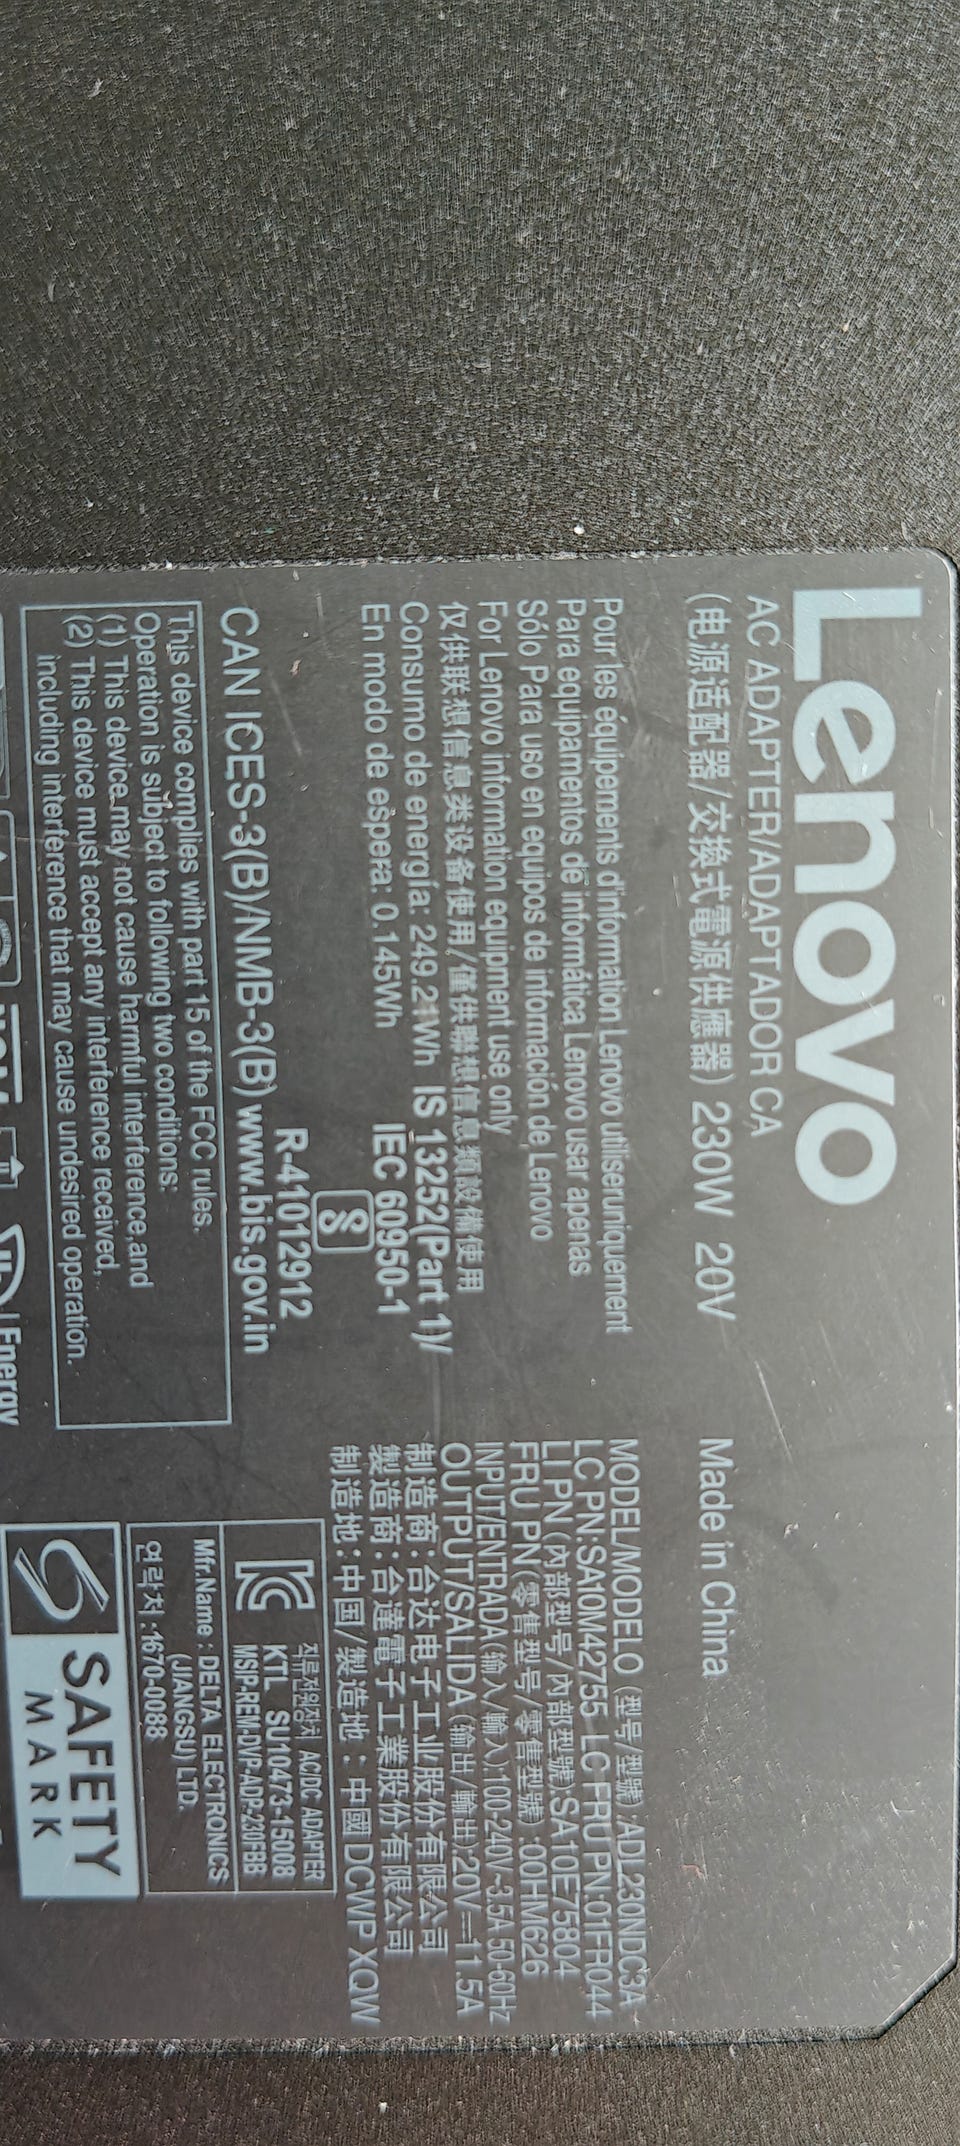 Lenovo
AC ADAPTER/ADAPTADOR CA
(电源适配器/交換式電源供應器) 230W 20V
Made in China
Pour les équipements d'information Lenovo utiliser uniquement
Para equipamentos de informática Lenovo usar apenas
Sólo Para uso en equipos de información de Lenovo
For Lenovo information equipment use only
仅供联想信息类设备使用/僅供聯想信息類設備使用
Consumo de energía: 249.21Wh IS 13252(Part 1)/
En modo de espera: 0.145Wh IEC 60950-1
R-41012912
CAN ICES-3(B)/NMB-3(B) www.bis.gov.in
This device complies with part 15 of the FCC rules.
Operation is subject to following two conditions:
(1) This device may not cause harmful interference,and
(2) This device must accept any interference received,
including interference that may cause undesired operation.
MODEL/MODELO (型号/型號):ADL230NDC3A
LC PN:SA10M42755 LC FRU PN:01FR044
LI PN (内部型号/內部型號):SA10E75804
FRU PN (零售型号/零售型號) :00HM626
INPUT/ENTRADA(输入/輸入):100-240V~3.5A 50-60Hz
OUTPUT/SALIDA (输出/輸出):20V⎓11.5A
制造商:台达电子工业股份有限公司
製造商:台達電子工業股份有限公司
制造地:中国/製造地:中國 DCWP XQW
직류전원장치 AC/DC ADAPTER
KTL SU10473-15008
MSIP-REM-DVP-ADP-230EBB
Mfr.Name : DELTA ELECTRONICS
(JIANGSU) LTD.
연락처:1670-0088
SAFETY
MARK
Energy